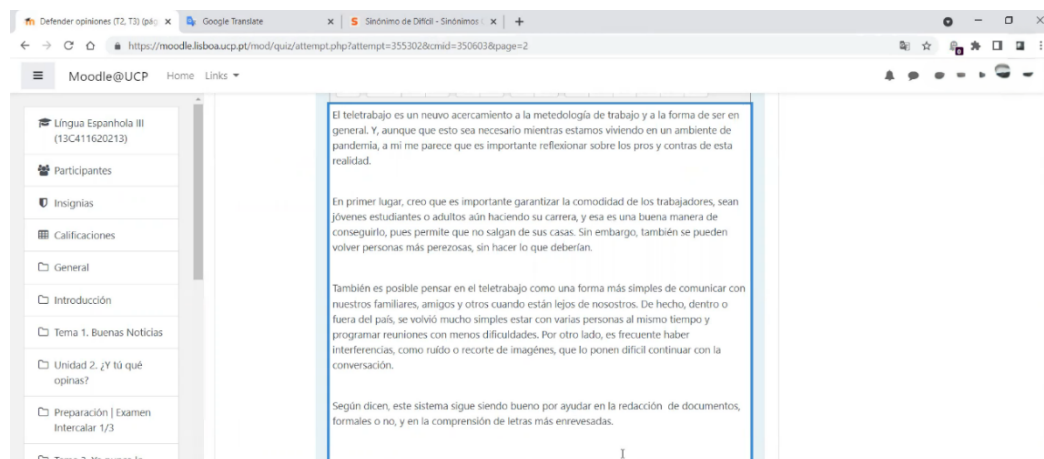 Defender opiniones (T2, T3) (pág
Google Translate
Sinónimo de Difícil - Sinónimos
https://moodle.lisboa.ucp.pt/mod/quiz/attempt.php?attempt=355302&cmid=350603&page=2
Moodle@UCP Home Links
Língua Espanhola III
(13C411620213)
Participantes
Insignias
Calificaciones
General
Introducción
Tema 1. Buenas Noticias
Unidad 2. ¿Y tú qué
opinas?
Preparación | Examen
Intercalar 1/3
El teletrabajo es un neuvo acercamiento a la metedología de trabajo y a la forma de ser en
general. Y, aunque que esto sea necesario mientras estamos viviendo en un ambiente de
pandemia, a mi me parece que es importante reflexionar sobre los pros y contras de esta
realidad.
En primer lugar, creo que es importante garantizar la comodidad de los trabajadores, sean
jóvenes estudiantes o adultos aún haciendo su carrera, y esa es una buena manera de
conseguirlo, pues permite que no salgan de sus casas. Sin embargo, también se pueden
volver personas más perezosas, sin hacer lo que deberían.
También es posible pensar en el teletrabajo como una forma más simples de comunicar con
nuestros familiares, amigos y otros cuando están lejos de nosostros. De hecho, dentro o
fuera del país, se volvió mucho simples estar con varias personas al mismo tiempo y
programar reuniones con menos dificuldades. Por otro lado, es frecuente haber
interferencias, como ruído o recorte de imagénes, que lo ponen difícil continuar con la
conversación.
Según dicen, este sistema sigue siendo bueno por ayudar en la redacción de documentos,
formales o no, y en la comprensión de letras más enrevesadas.